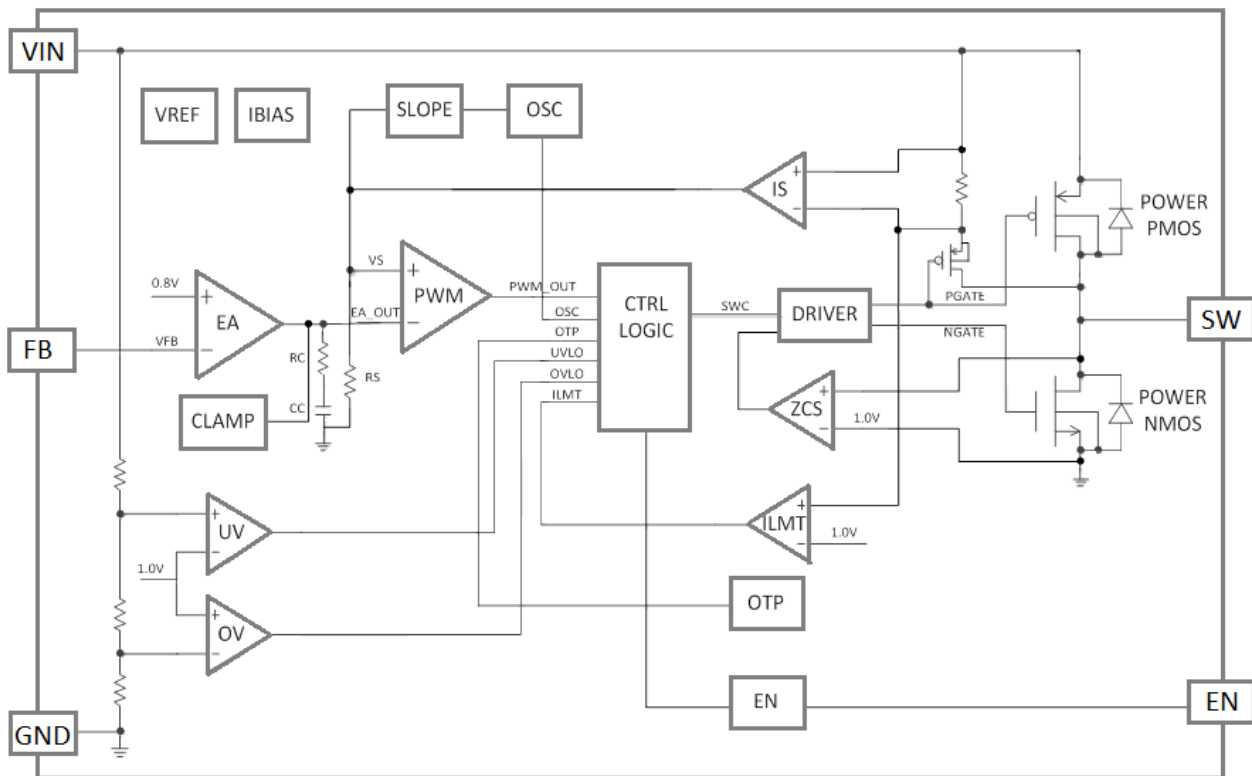 VIN
VREF
IBIAS
SLOPE
OSC
+
IS
−
POWER
PMOS
0.8V
+
EA
−
VFB
FB
VS
+
PWM
−
EA_OUT
PWM_OUT
OSC
OTP
UVLO
OVLO
ILMT
CTRL
LOGIC
SWC
DRIVER
PGATE
NGATE
SW
RC
RS
CC
CLAMP
+
ZCS
−
1.0V
POWER
NMOS
+
UV
−
1.0V
+
OV
−
+
ILMT
−
1.0V
OTP
EN
EN
GND